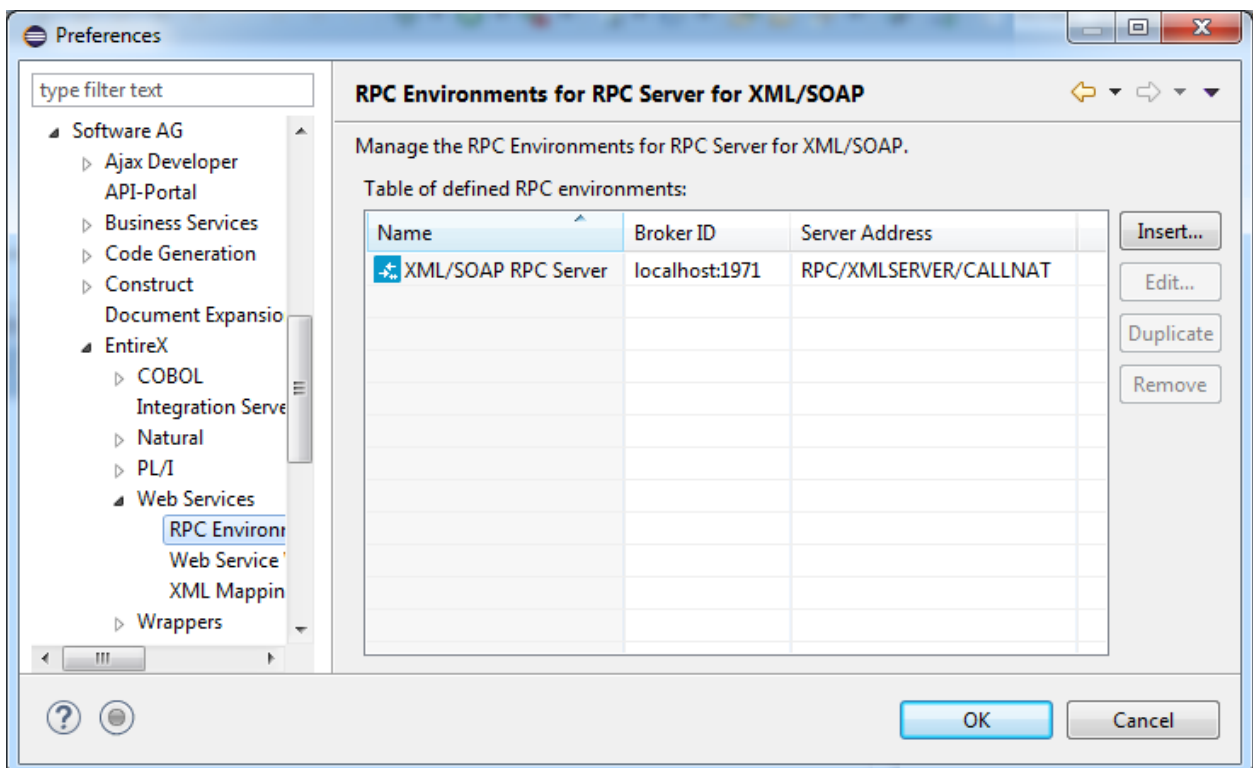 Preferences
type filter text
Software AG
Ajax Developer
API-Portal
Business Services
Code Generation
Construct
Document Expansio
EntireX
COBOL
Integration Serve
Natural
PL/I
Web Services
RPC Environ
Web Service
XML Mappin
Wrappers
RPC Environments for RPC Server for XML/SOAP
Manage the RPC Environments for RPC Server for XML/SOAP.
Table of defined RPC environments:
Name Broker ID Server Address
XML/SOAP RPC Server localhost:1971 RPC/XMLSERVER/CALLNAT
Insert...
Edit...
Duplicate
Remove
OK Cancel